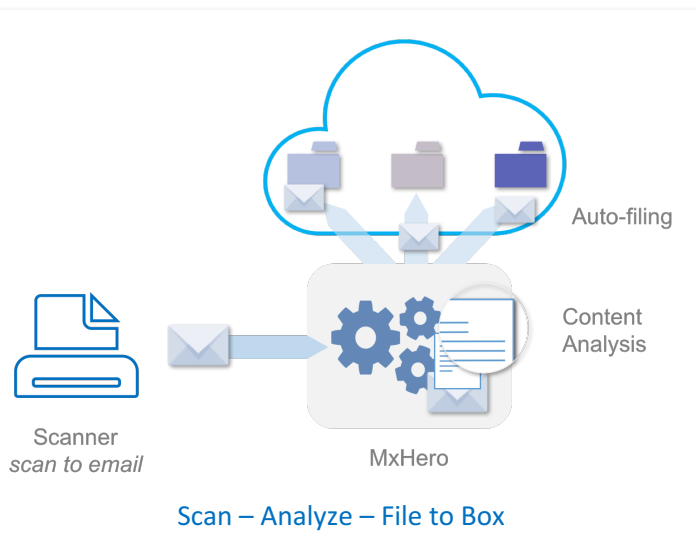 Auto-filing
Content
Analysis
Scanner
scan to email
MxHero
Scan – Analyze – File to Box